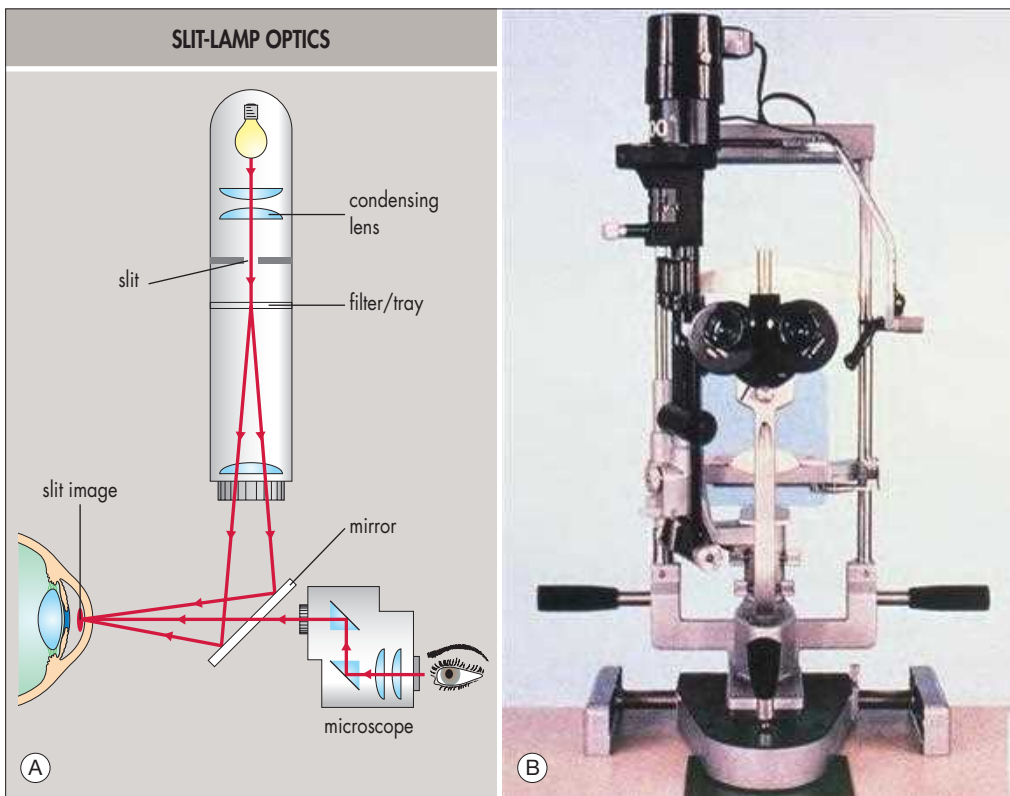 SLIT-LAMP OPTICS
condensing
lens
slit
filter/tray
slit image
mirror
microscope
A
B